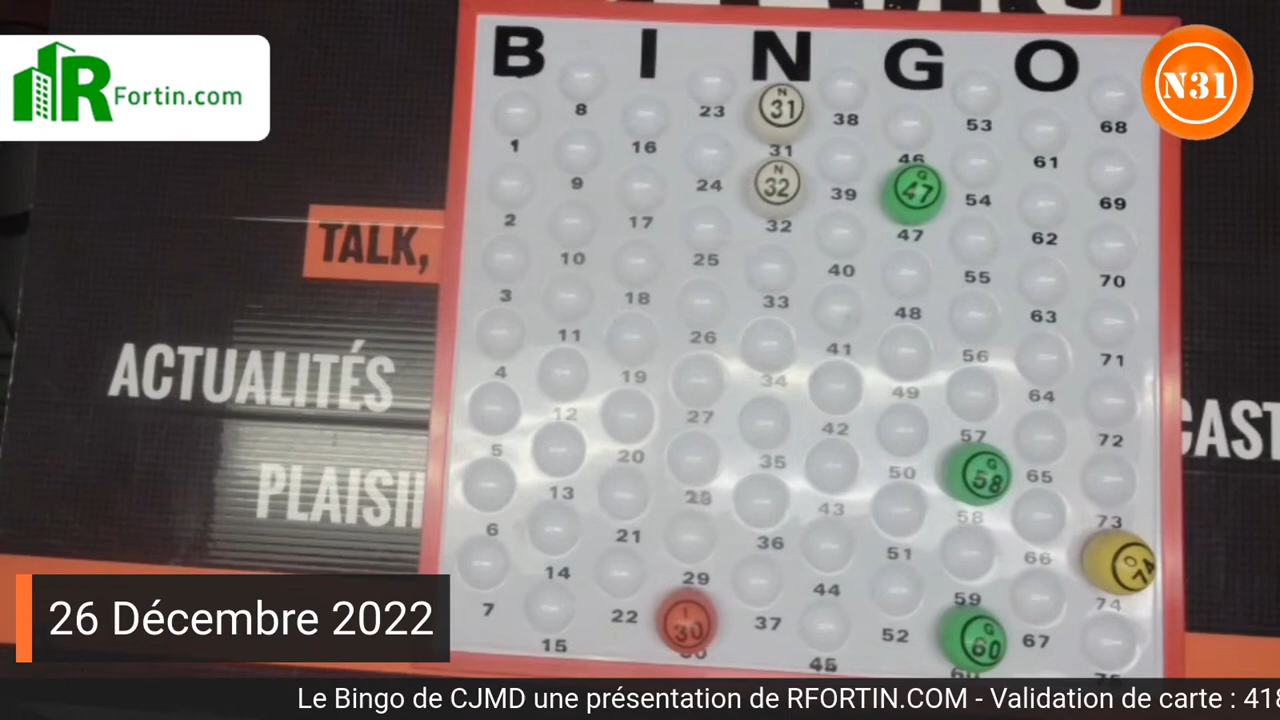 RFortin.com
B I N G O
N31
8 23 N 31 38 53 68
1 16 31 46 61
9 24 N 32 39 G 47 54 69
2 17 32 47 62
10 25 40 55 70
3 18 33 48 63
11 26 41 56 71
4 19 34 49 64
12 27 42 57 72
5 20 35 50 65
13 28 43 G 58 58 73
6 21 36 51 66
14 29 44 59 O 74 74
7 22 I 30 37 52 G 60 67
15 30 45 60
TALK,
ACTUALITÉS
PLAISI
CAST
26 Décembre 2022
Le Bingo de CJMD une présentation de RFORTIN.COM - Validation de carte : 418